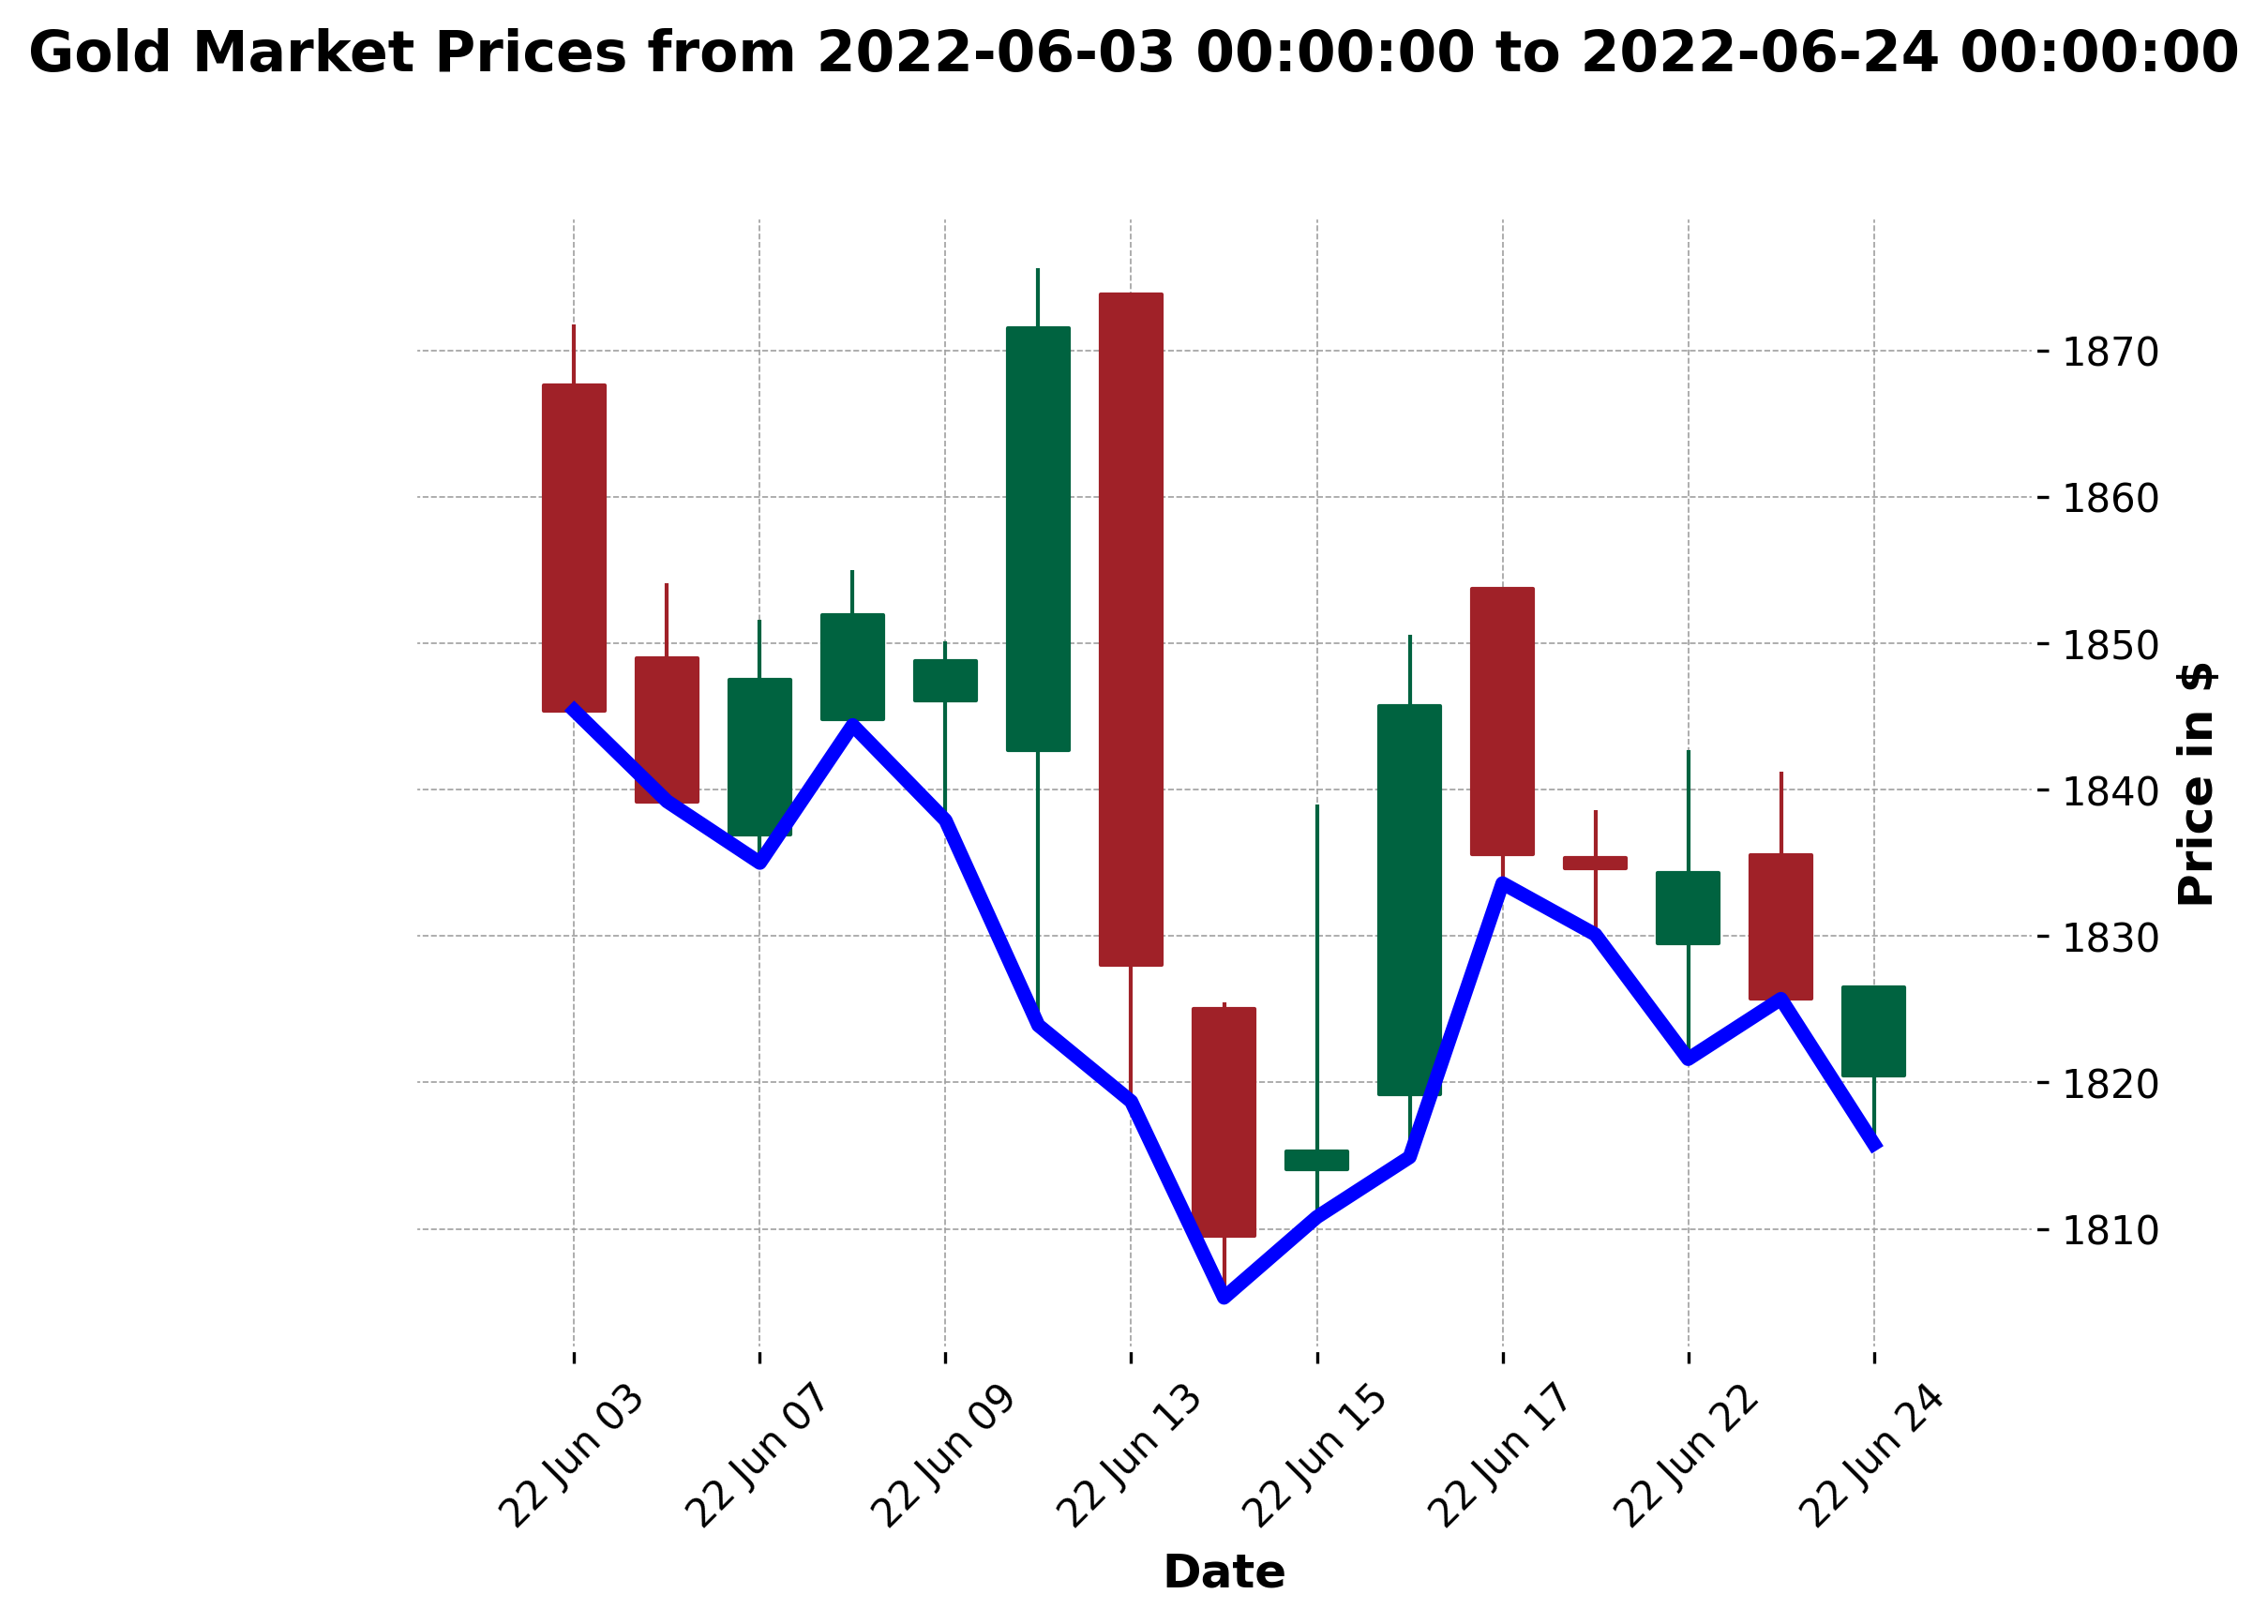 Gold Market Prices from 2022-06-03 00:00:00 to 2022-06-24 00:00:00
1870
1860
1850
1840
1830
1820
1810
Price in $
22 Jun 03
22 Jun 07
22 Jun 09
22 Jun 13
22 Jun 15
22 Jun 17
22 Jun 22
22 Jun 24
Date